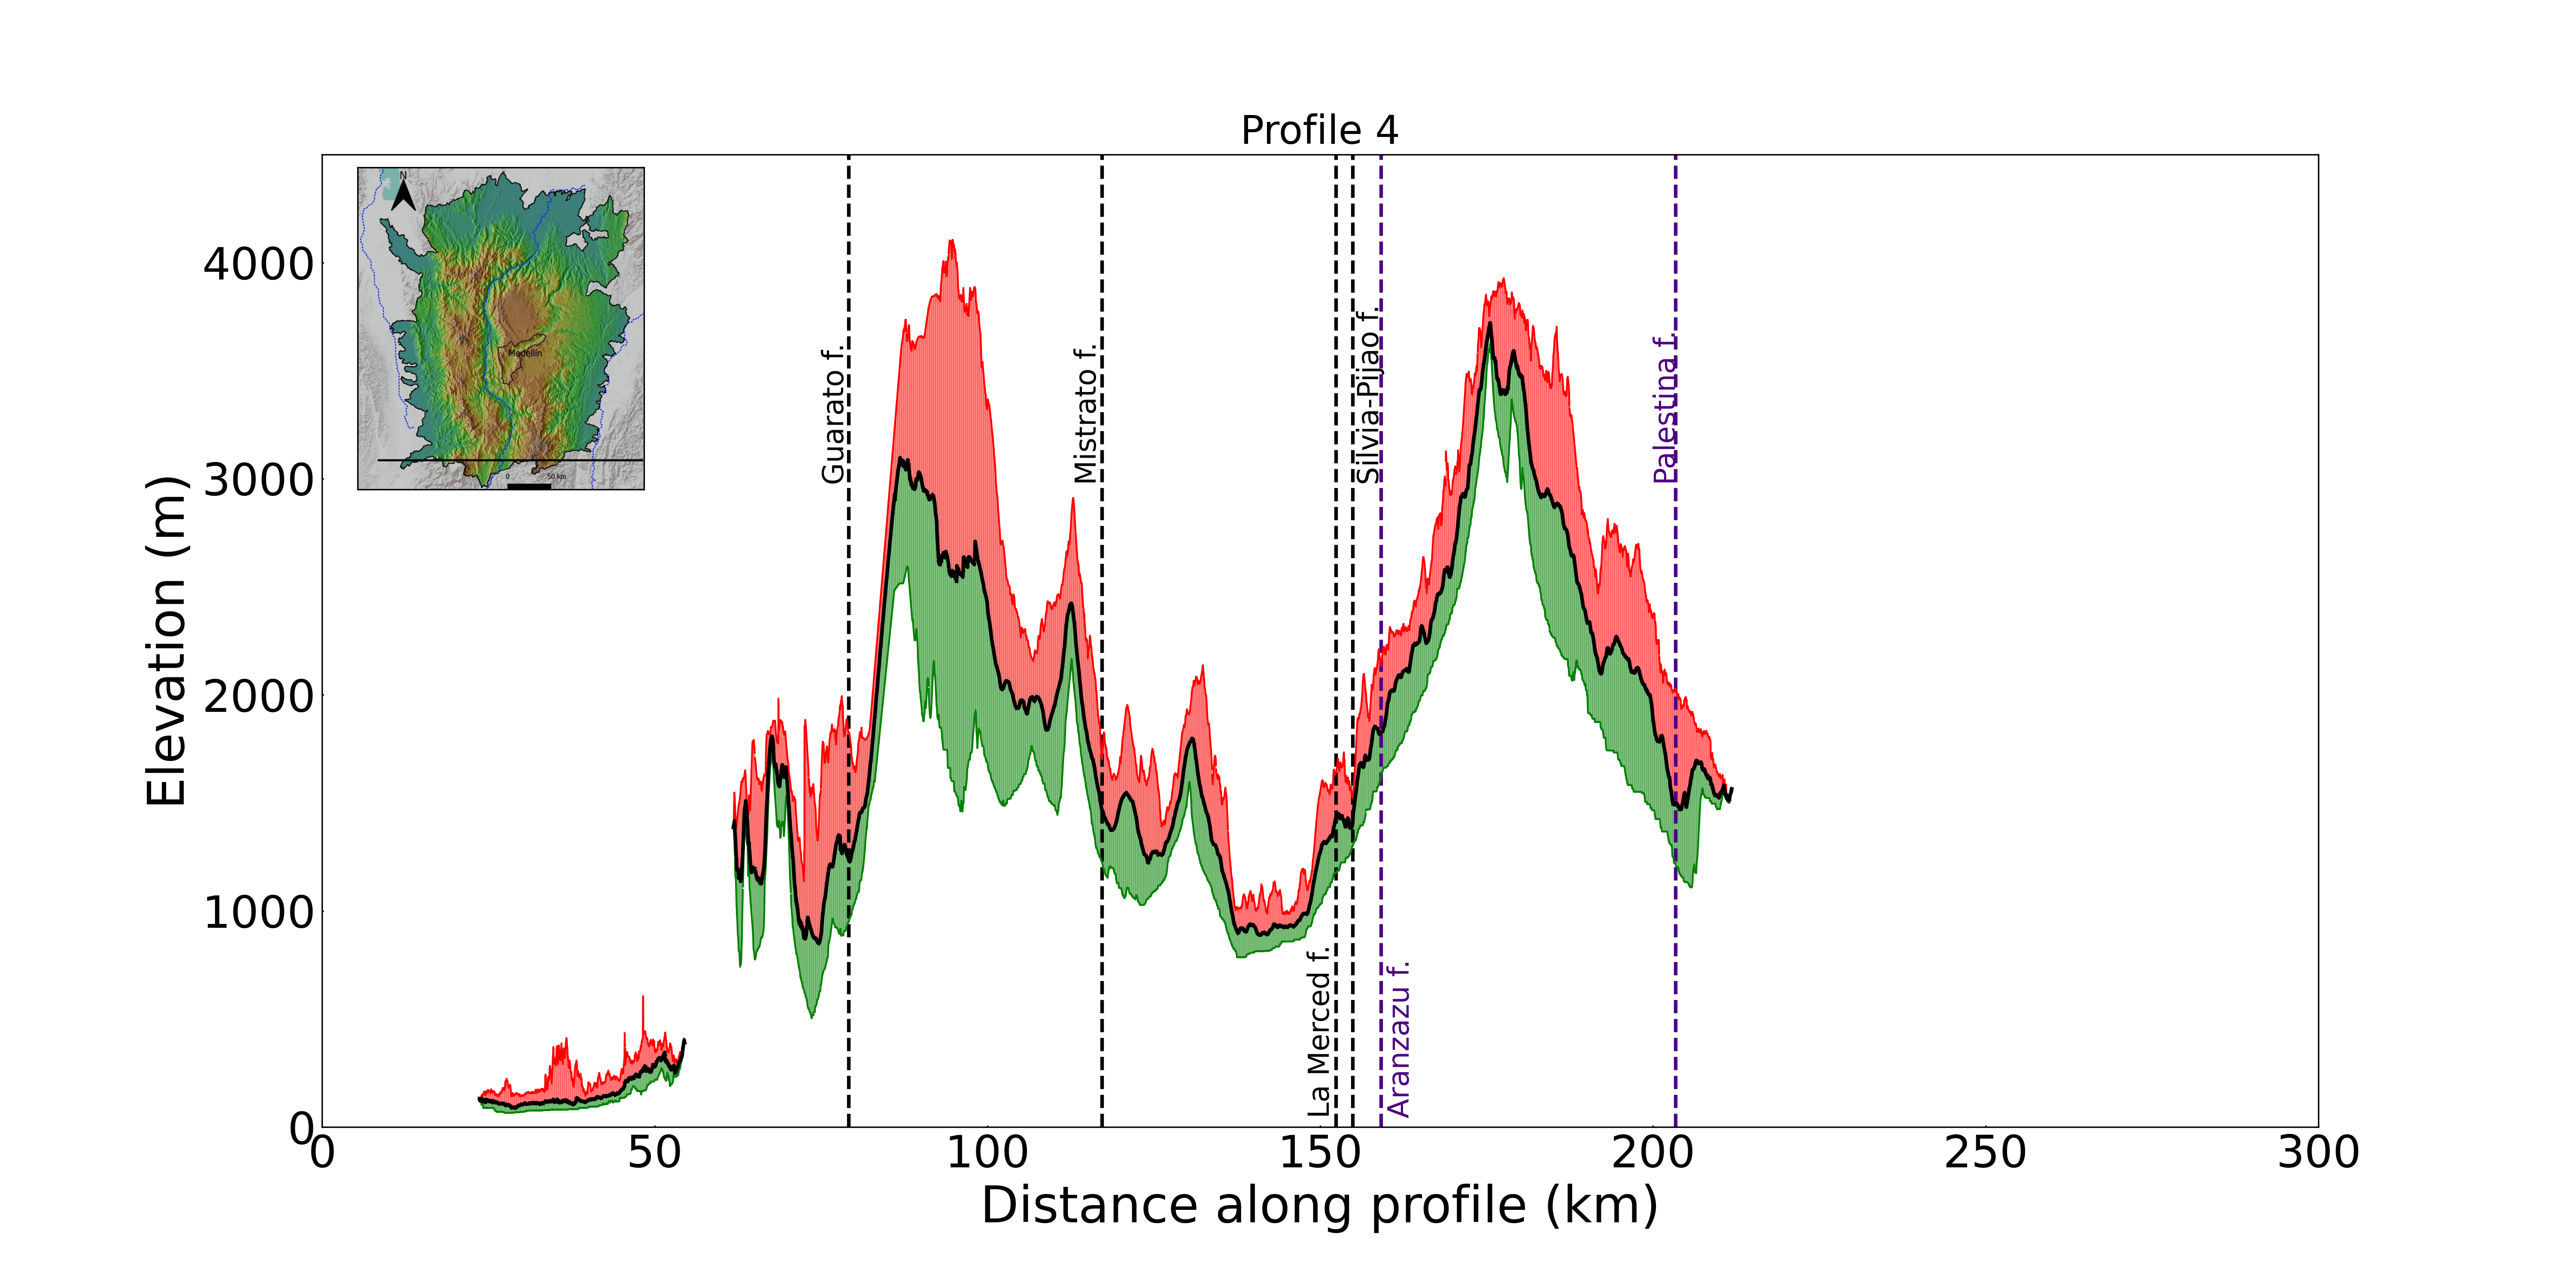 Profile 4
N
Medellín
0 50 km
Guarato f.
Mistrato f.
Silvia-Pijao f.
Palestina f.
La Merced f.
Aranzazu f.
Elevation (m)
4000
3000
2000
1000
0
0 50 100 150 200 250 300
Distance along profile (km)